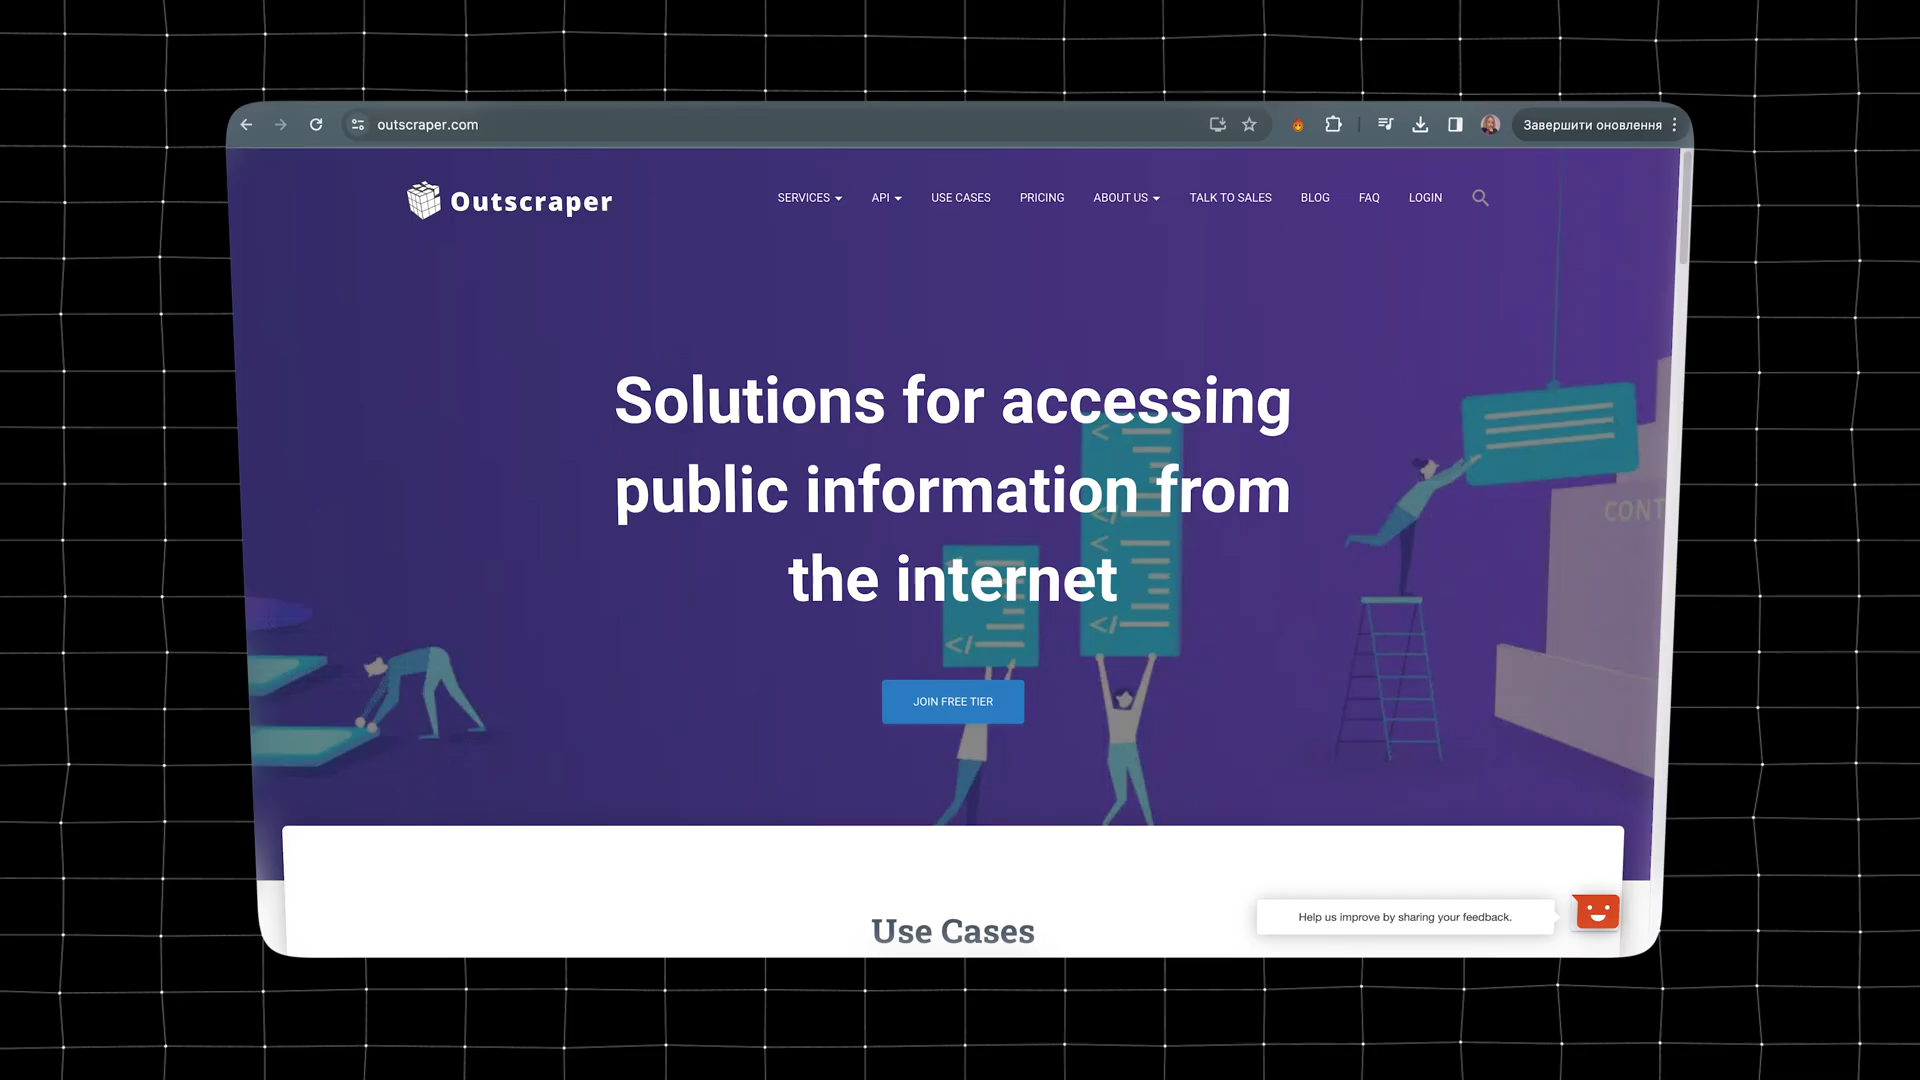 outscraper.com
Завершити оновлення
Outscraper
SERVICES
API
USE CASES
PRICING
ABOUT US
TALK TO SALES
BLOG
FAQ
LOGIN
Solutions for accessing
public information from
the internet
CONT
JOIN FREE TIER
Use Cases
Help us improve by sharing your feedback.